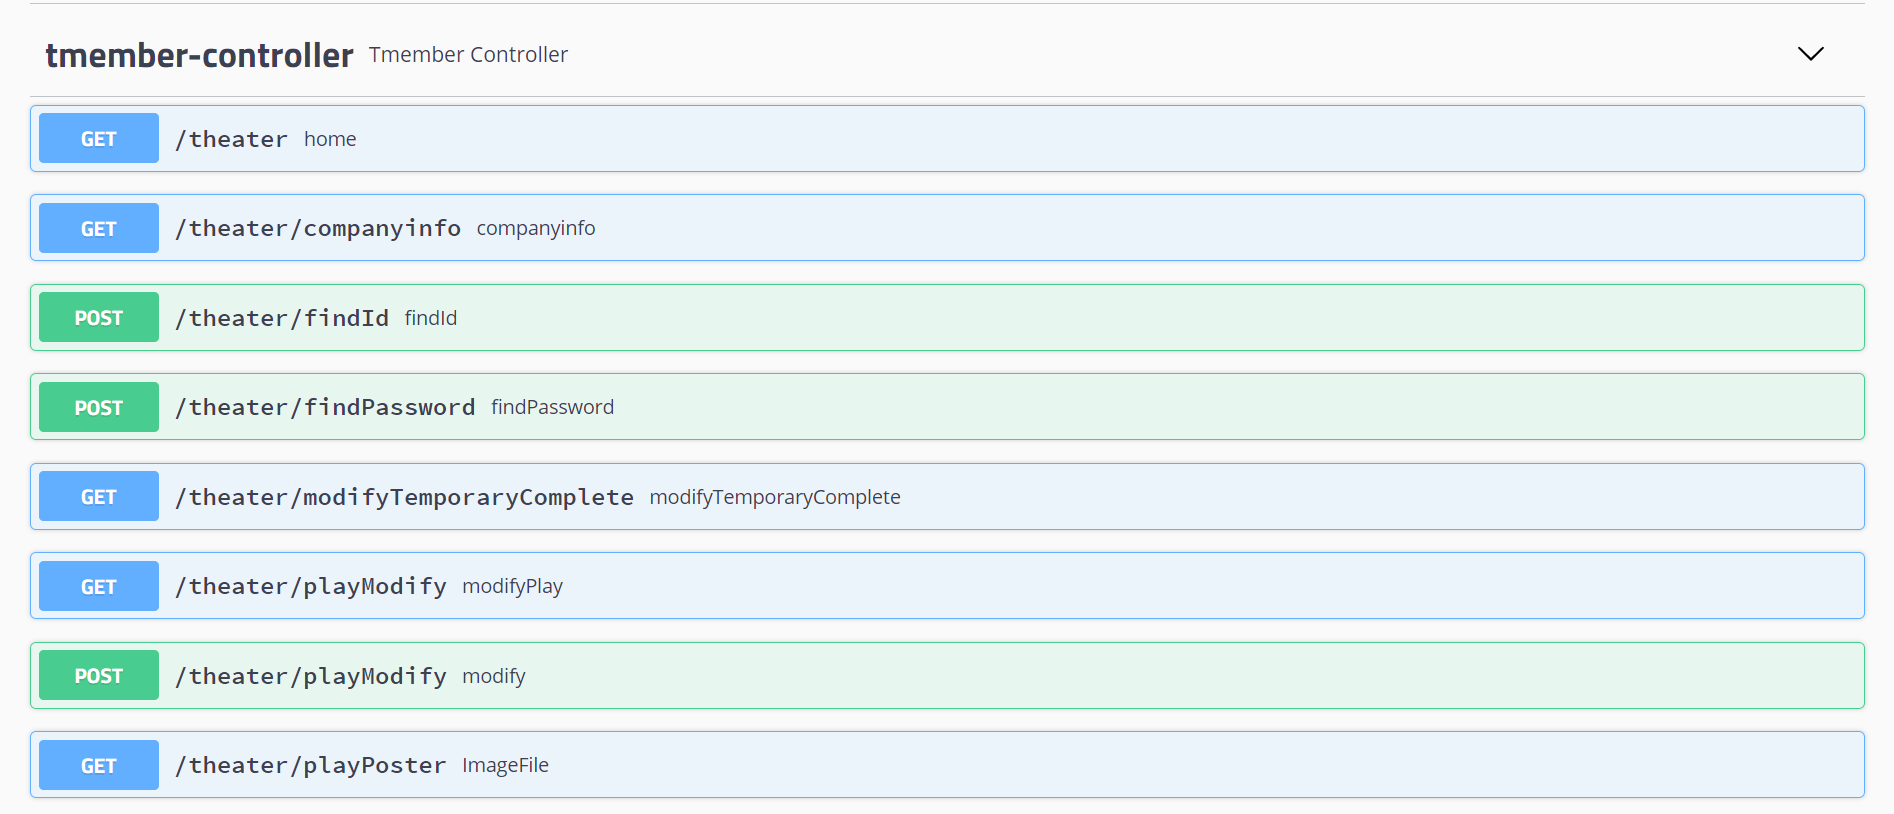 tmember-controller Tmember Controller
GET /theater home
GET /theater/companyinfo companyinfo
POST /theater/findId findId
POST /theater/findPassword findPassword
GET /theater/modifyTemporaryComplete modifyTemporaryComplete
GET /theater/playModify modifyPlay
POST /theater/playModify modify
GET /theater/playPoster ImageFile